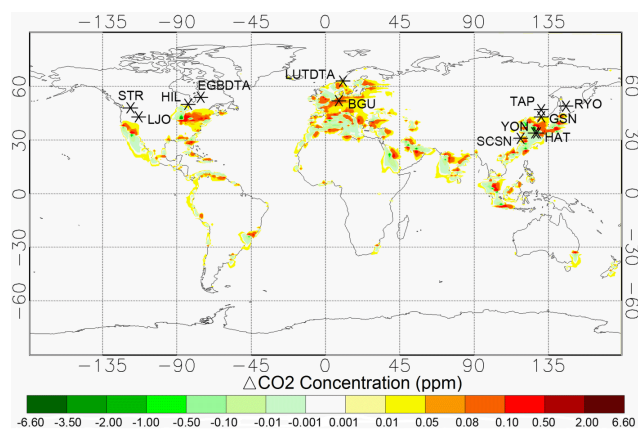 -135 -90 -45 0 45 90 135
60 60
30 30
0 0
-30 -30
-60 -60
STR
HIL
EGBDTA
LJO
LUTDTA
BGU
TAP
RYO
GSN
YON
SCSN
HAT
-135 -90 -45 0 45 90 135
△CO2 Concentration (ppm)
-6.60 -3.50 -2.00 -1.00 -0.50 -0.10 -0.01 -0.001 0.001 0.01 0.05 0.08 0.10 0.50 2.00 6.60